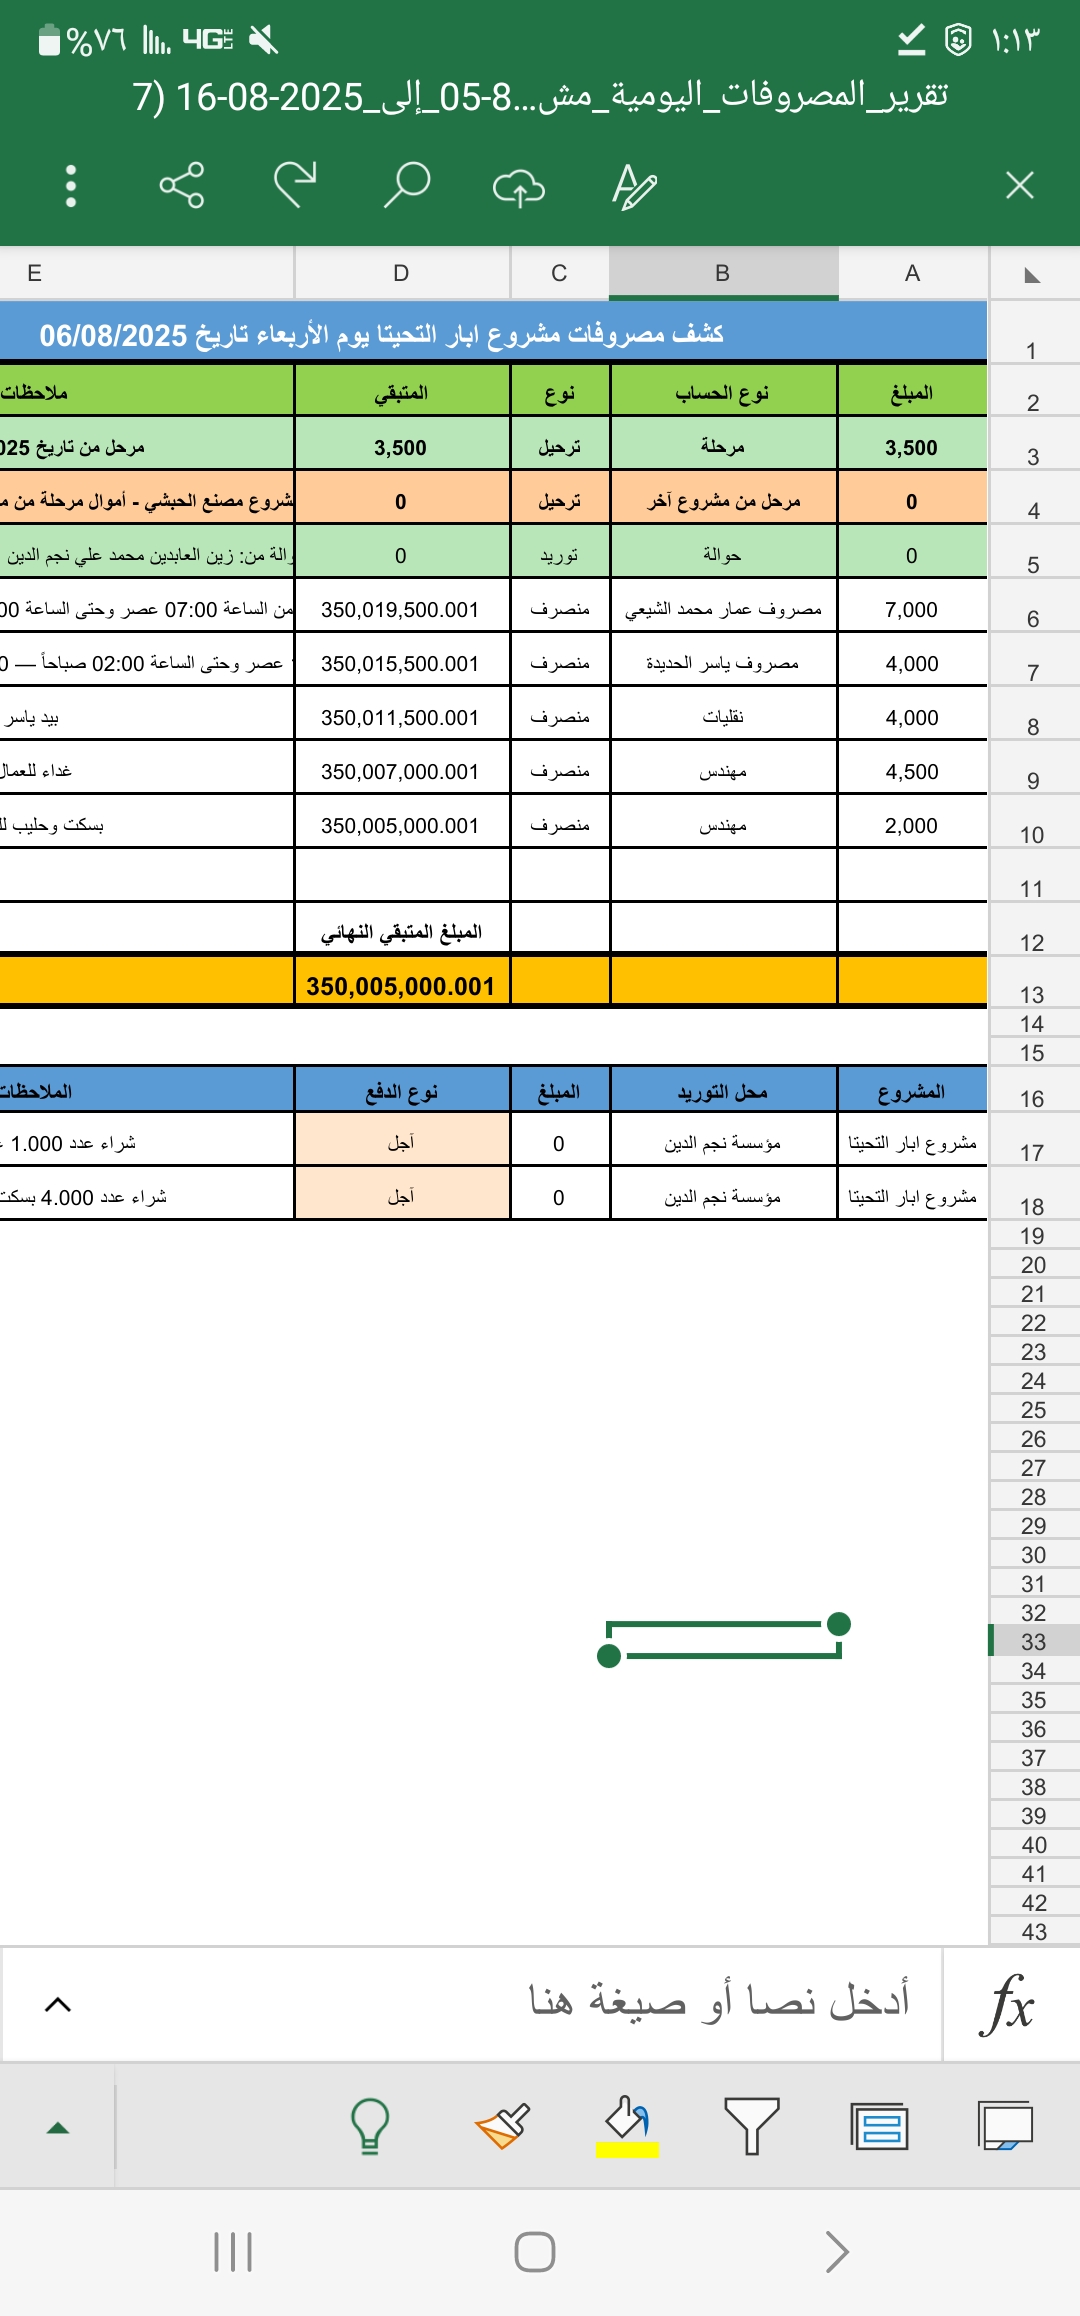 ١:١٣ 4G LTE %٧٦
تقرير_المصروفات_اليومية_مش...8-05_إلى_2025-08-16 (7
E D C B A
1 كشف مصروفات مشروع ابار التحيتا يوم الأربعاء تاريخ 06/08/2025
2 المبلغ نوع الحساب نوع المتبقي ملاحظات
3 3,500 مرحلة ترحيل 3,500 مرحل من تاريخ 025
4 0 مرحل من مشروع آخر ترحيل 0 شروع مصنع الحبشي - أموال مرحلة من م
5 0 حوالة توريد 0 والة من: زين العابدين محمد علي نجم الدين
6 7,000 مصروف عمار محمد الشيعي منصرف 350,019,500.001 من الساعة 07:00 عصر وحتى الساعة 00
7 4,000 مصروف ياسر الحديدة منصرف 350,015,500.001 عصر وحتى الساعة 02:00 صباحاً — 0
8 4,000 نقليات منصرف 350,011,500.001 بيد ياسر
9 4,500 مهندس منصرف 350,007,000.001 غداء للعمال
10 2,000 مهندس منصرف 350,005,000.001 بسكت وحليب لل
11
12 المبلغ المتبقي النهائي
13 350,005,000.001
14
15
16 المشروع محل التوريد المبلغ نوع الدفع الملاحظات
17 مشروع ابار التحيتا مؤسسة نجم الدين 0 آجل شراء عدد 1.000
18 مشروع ابار التحيتا مؤسسة نجم الدين 0 آجل شراء عدد 4.000 بسكت
19
20
21
22
23
24
25
26
27
28
29
30
31
32
33
34
35
36
37
38
39
40
41
42
43
fx أدخل نصا أو صيغة هنا